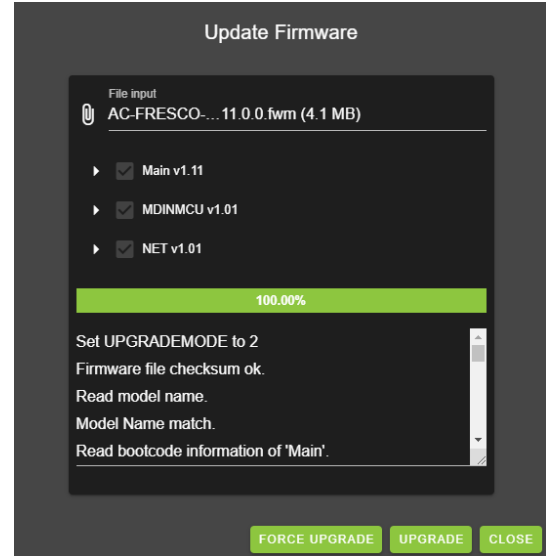 Update Firmware
File input
AC-FRESCO-...11.0.0.fwm (4.1 MB)
Main v1.11
MDINMCU v1.01
NET v1.01
100.00%
Set UPGRADEMODE to 2
Firmware file checksum ok.
Read model name.
Model Name match.
Read bootcode information of 'Main'.
FORCE UPGRADE UPGRADE CLOSE